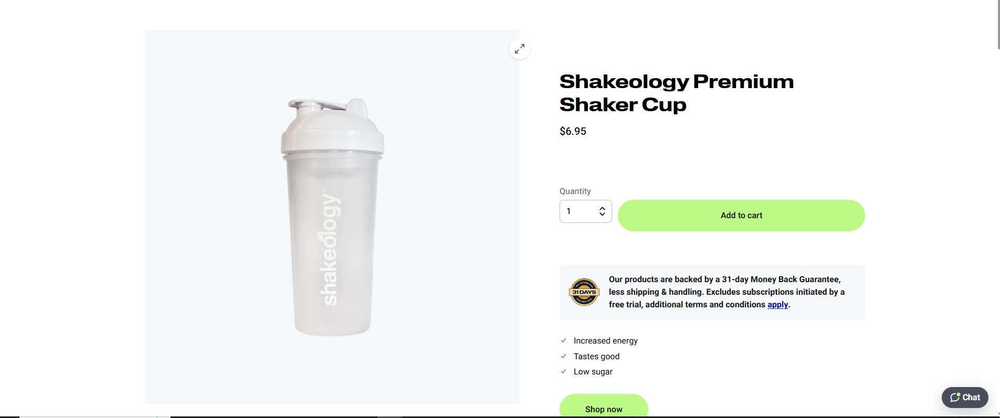 Shakeology Premium
Shaker Cup
$6.95
shakeology
Quantity
1
Add to cart
31 DAYS
Our products are backed by a 31-day Money Back Guarantee,
less shipping & handling. Excludes subscriptions initiated by a
free trial, additional terms and conditions apply.
Increased energy
Tastes good
Low sugar
Shop now
Chat